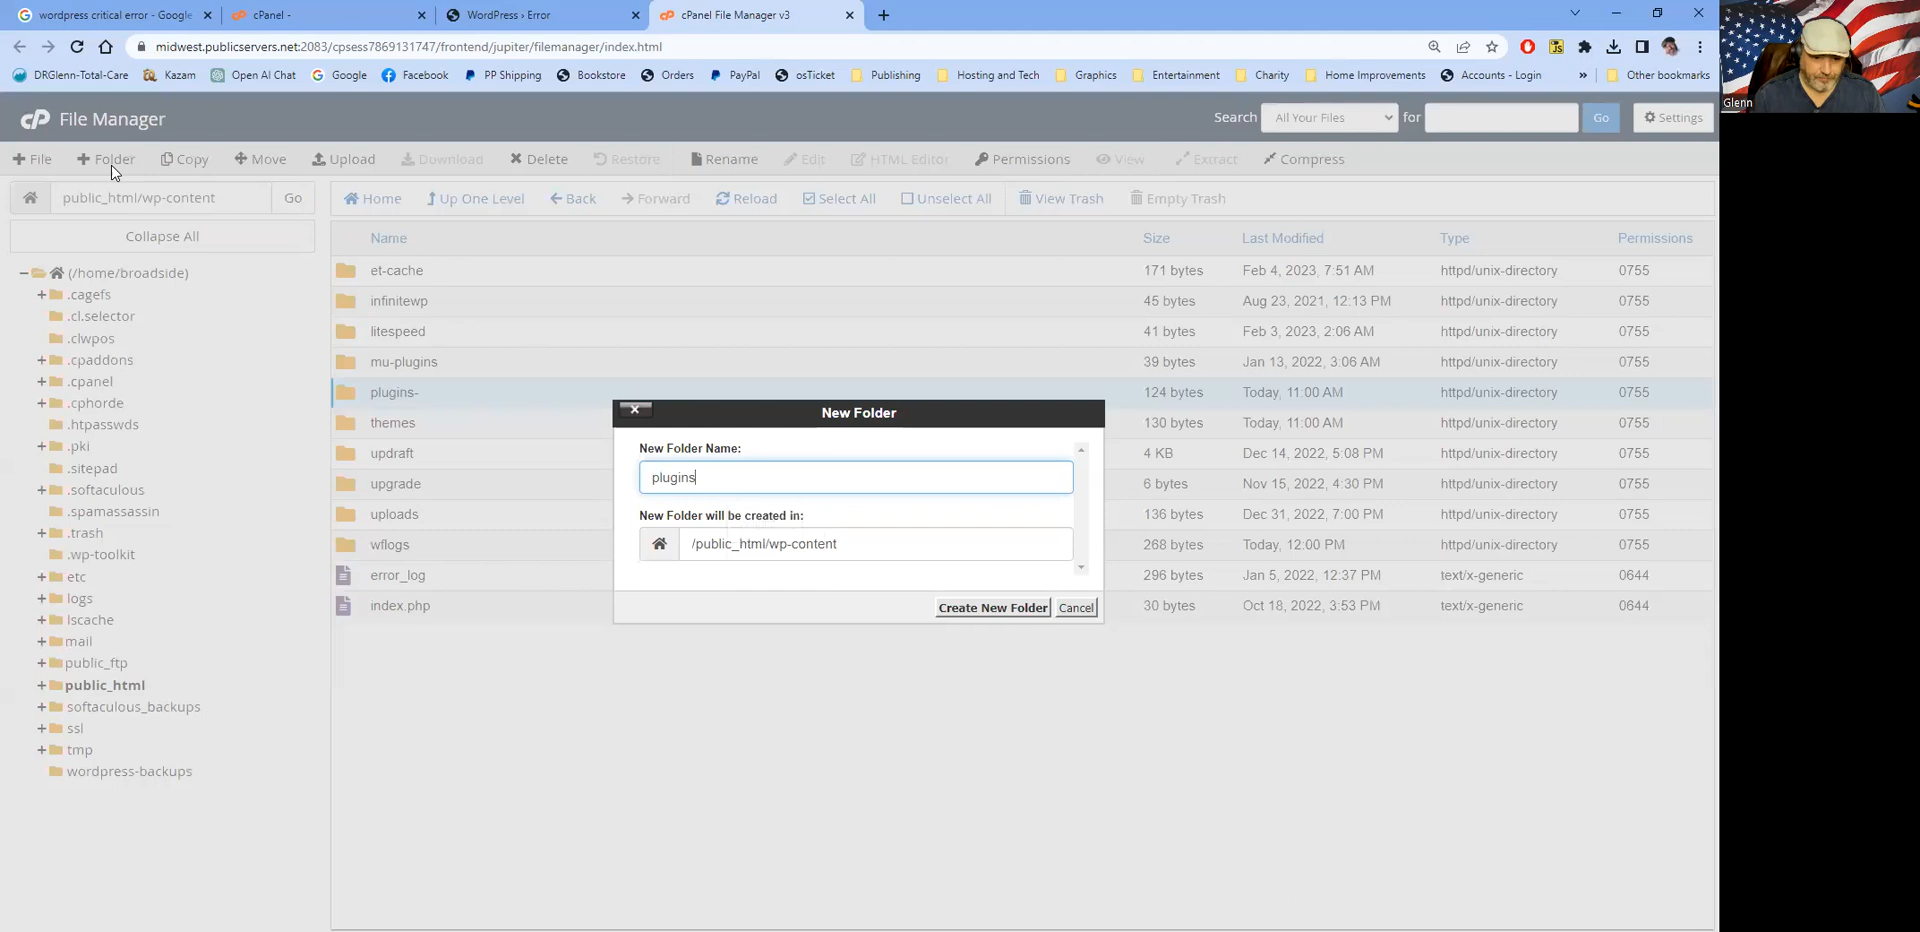 wordpress critical error - Google
cPanel -
WordPress › Error
cPanel File Manager v3
midwest.publicservers.net:2083/cpsess7869131747/frontend/jupiter/filemanager/index.html
DRGlenn-Total-Care
Kazam
Open AI Chat
Google
Facebook
PP Shipping
Bookstore
Orders
PayPal
osTicket
Publishing
Hosting and Tech
Graphics
Entertainment
Charity
Home Improvements
Accounts - Login
»
Other bookmarks
Glenn
cP File Manager
Search All Your Files for Go Settings
+ File + Folder Copy Move Upload Download Delete Restore Rename Edit HTML Editor Permissions View Extract Compress
public_html/wp-content Go
Home Up One Level Back Forward Reload Select All Unselect All View Trash Empty Trash
Collapse All
(/home/broadside)
.cagefs
.cl.selector
.clwpos
.cpaddons
.cpanel
.cphorde
.htpasswds
.pki
.sitepad
.softaculous
.spamassassin
.trash
.wp-toolkit
etc
logs
lscache
mail
public_ftp
public_html
softaculous_backups
ssl
tmp
wordpress-backups
Name Size Last Modified Type Permissions
et-cache 171 bytes Feb 4, 2023, 7:51 AM httpd/unix-directory 0755
infinitewp 45 bytes Aug 23, 2021, 12:13 PM httpd/unix-directory 0755
litespeed 41 bytes Feb 3, 2023, 2:06 AM httpd/unix-directory 0755
mu-plugins 39 bytes Jan 13, 2022, 3:06 AM httpd/unix-directory 0755
plugins- 124 bytes Today, 11:00 AM httpd/unix-directory 0755
themes 130 bytes Today, 11:00 AM httpd/unix-directory 0755
updraft 4 KB Dec 14, 2022, 5:08 PM httpd/unix-directory 0755
upgrade 6 bytes Nov 15, 2022, 4:30 PM httpd/unix-directory 0755
uploads 136 bytes Dec 31, 2022, 7:00 PM httpd/unix-directory 0755
wflogs 268 bytes Today, 12:00 PM httpd/unix-directory 0755
error_log 296 bytes Jan 5, 2022, 12:37 PM text/x-generic 0644
index.php 30 bytes Oct 18, 2022, 3:53 PM text/x-generic 0644
New Folder
New Folder Name:
plugins
New Folder will be created in:
/public_html/wp-content
Create New Folder Cancel